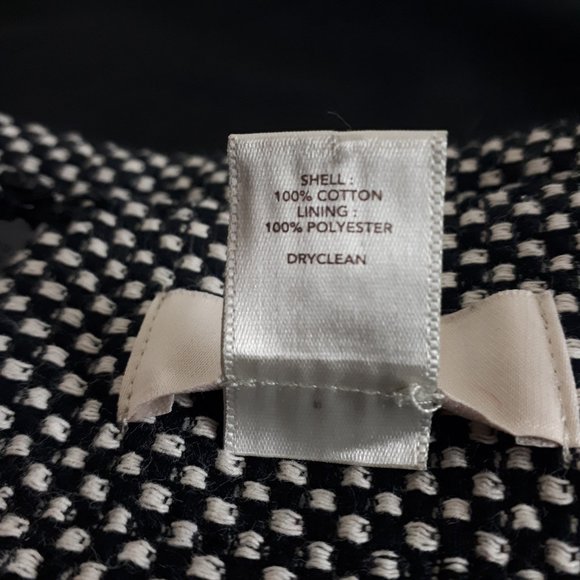 SHELL :
100% COTTON
LINING :
100% POLYESTER
DRYCLEAN